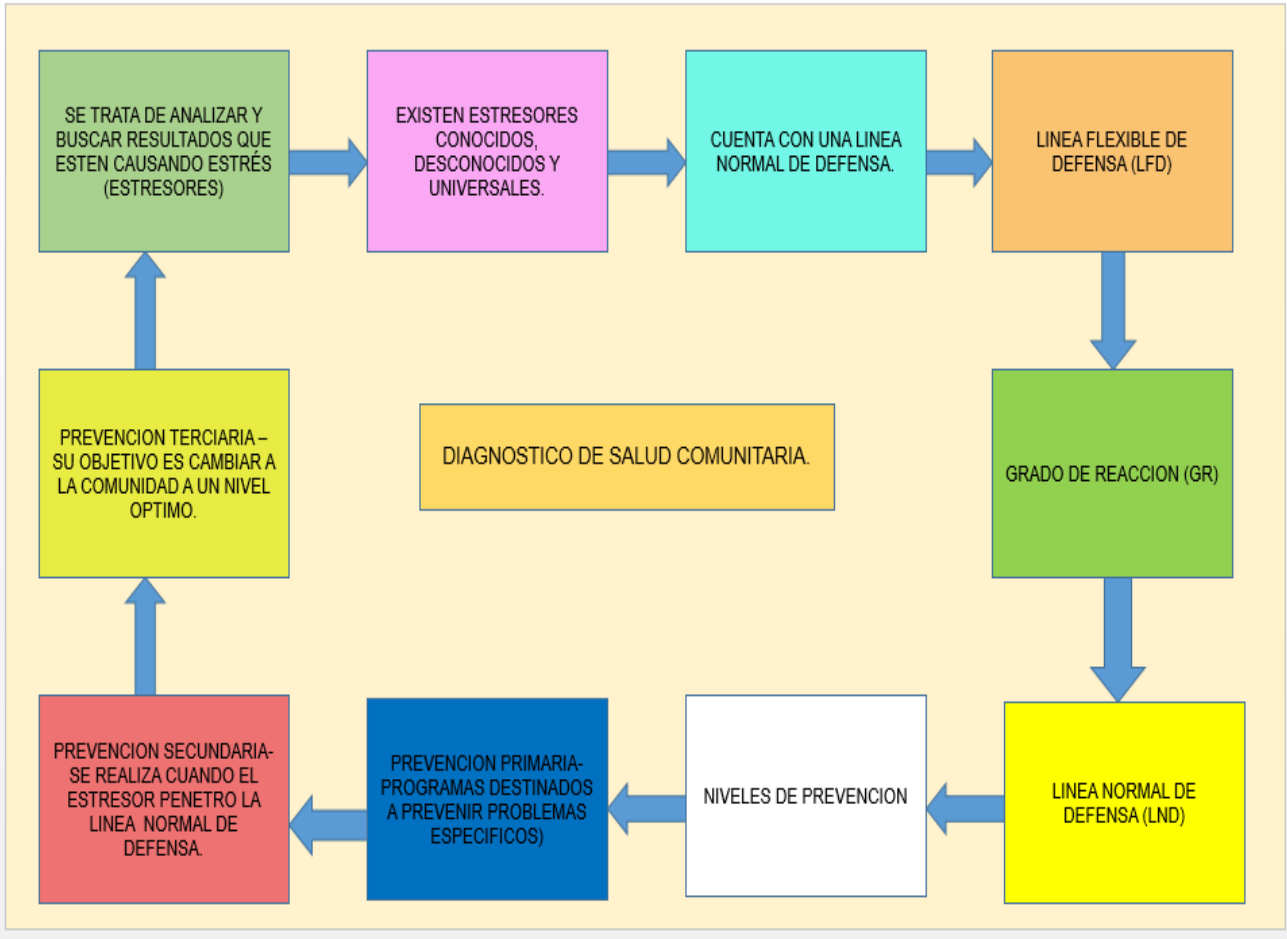 SE TRATA DE ANALIZAR Y
BUSCAR RESULTADOS QUE
ESTEN CAUSANDO ESTRÉS
(ESTRESORES)
EXISTEN ESTRESORES
CONOCIDOS,
DESCONOCIDOS Y
UNIVERSALES.
CUENTA CON UNA LINEA
NORMAL DE DEFENSA.
LINEA FLEXIBLE DE
DEFENSA (LFD)
GRADO DE REACCION (GR)
LINEA NORMAL DE
DEFENSA (LND)
NIVELES DE PREVENCION
PREVENCION PRIMARIA-
PROGRAMAS DESTINADOS
A PREVENIR PROBLEMAS
ESPECIFICOS)
PREVENCION SECUNDARIA-
SE REALIZA CUANDO EL
ESTRESOR PENETRO LA
LINEA NORMAL DE
DEFENSA.
PREVENCION TERCIARIA –
SU OBJETIVO ES CAMBIAR A
LA COMUNIDAD A UN NIVEL
OPTIMO.
DIAGNOSTICO DE SALUD COMUNITARIA.